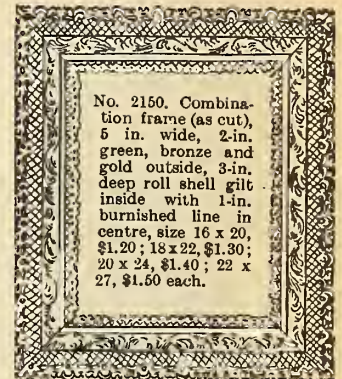 No. 2150. Combina-
tion frame (as cut),
5 in. wide, 2-in.
green, bronze and
gold outside, 3-in.
deep roll shell gilt
inside with 1-in.
burnished line in
centre, size 16 x 20,
$1.20; 18x22, $1.30;
20 x 24, $1.40; 22 x
27, $1.50 each.